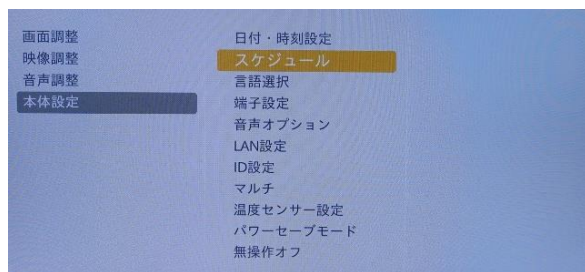 画面調整
映像調整
音声調整
本体設定
日付・時刻設定
スケジュール
言語選択
端子設定
音声オプション
LAN設定
ID設定
マルチ
温度センサー設定
パワーセーブモード
無操作オフ